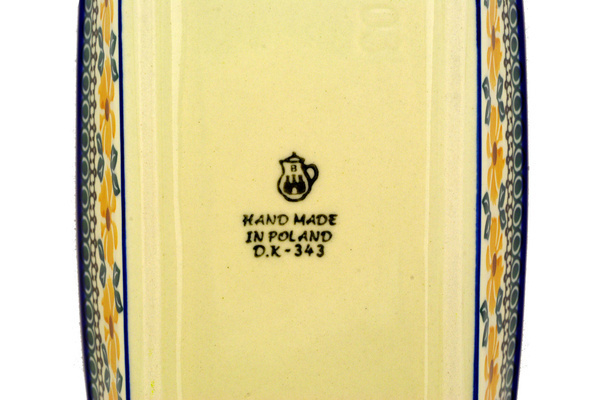 B
HAND MADE
IN POLAND
D.K-343